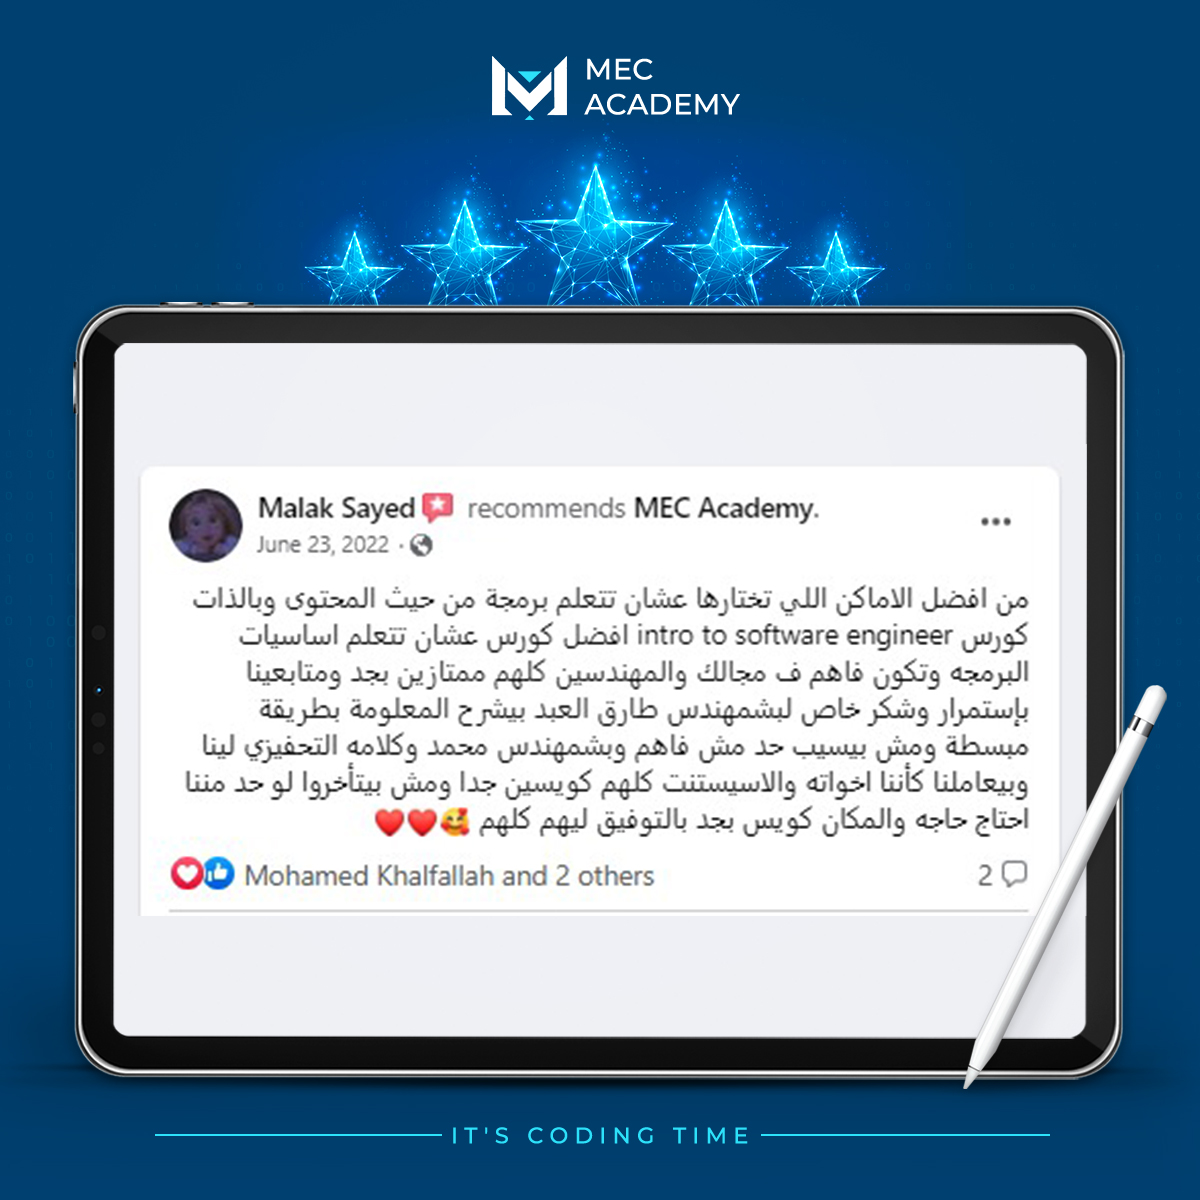 MEC
ACADEMY
Malak Sayed recommends MEC Academy.
June 23, 2022 ·
من افضل الاماكن اللي تختارها عشان تتعلم برمجة من حيث المحتوى وبالذات
كورس intro to software engineer افضل كورس عشان تتعلم اساسيات
البرمجه وتكون فاهم ف مجالك والمهندسين كلهم ممتازين بجد ومتابعينا
بإستمرار وشكر خاص لبشمهندس طارق العبد بيشرح المعلومة بطريقة
مبسطة ومش بيسيب حد مش فاهم وبشمهندس محمد وكلامه التحفيزي لينا
وبيعاملنا كأننا اخواته والاسيستنت كلهم كويسين جدا ومش بيتأخروا لو حد مننا
احتاج حاجه والمكان كويس بجد بالتوفيق ليهم كلهم 🥰❤️❤️
Mohamed Khalfallah and 2 others
2
IT'S CODING TIME